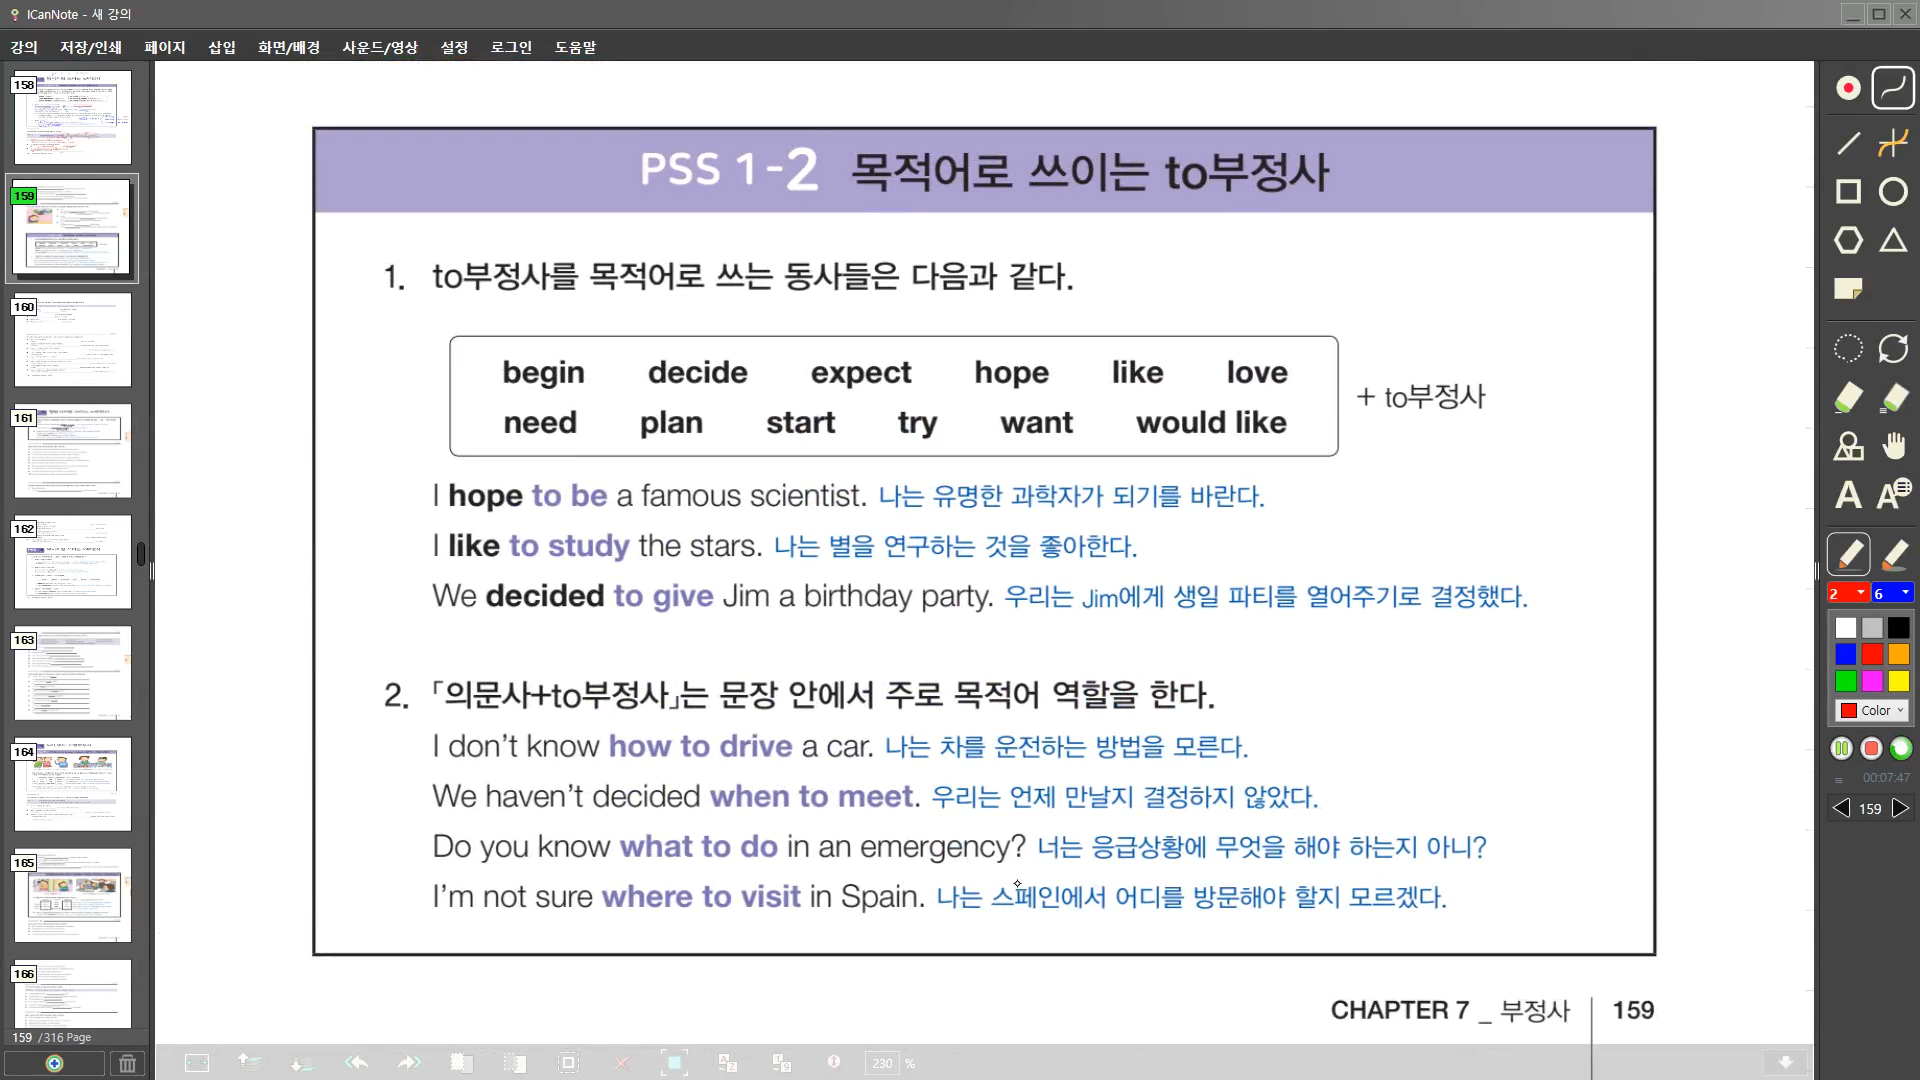 ICanNote - 새 강의
강의 저장/인쇄 페이지 삽입 화면/배경 사운드/영상 설정 로그인 도움말
158
159
160
161
162
163
164
165
166
159 /316 Page
PSS 1-2 목적어로 쓰이는 to부정사
1. to부정사를 목적어로 쓰는 동사들은 다음과 같다.
begin decide expect hope like love
need plan start try want would like
+ to부정사
I hope to be a famous scientist. 나는 유명한 과학자가 되기를 바란다.
I like to study the stars. 나는 별을 연구하는 것을 좋아한다.
We decided to give Jim a birthday party. 우리는 Jim에게 생일 파티를 열어주기로 결정했다.
2. 「의문사+to부정사」는 문장 안에서 주로 목적어 역할을 한다.
I don't know how to drive a car. 나는 차를 운전하는 방법을 모른다.
We haven't decided when to meet. 우리는 언제 만날지 결정하지 않았다.
Do you know what to do in an emergency? 너는 응급상황에 무엇을 해야 하는지 아니?
I'm not sure where to visit in Spain. 나는 스페인에서 어디를 방문해야 할지 모르겠다.
CHAPTER 7 _ 부정사 159
230 %
A A
2 6
Color
00:07:47
159